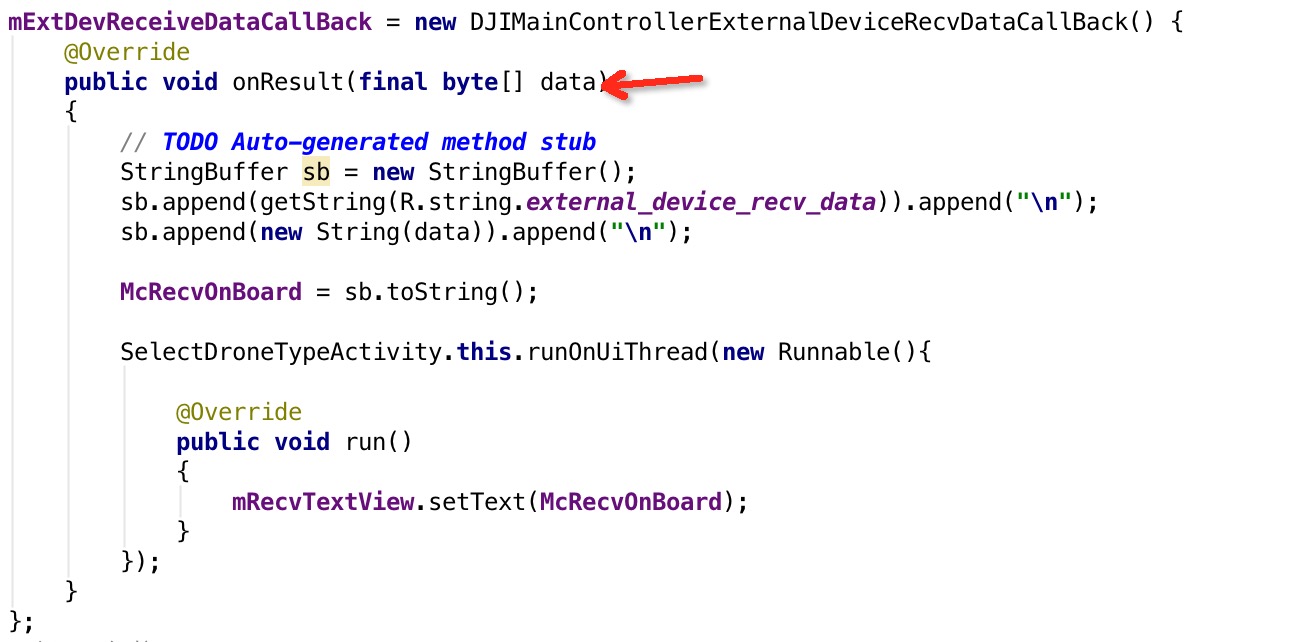 mExtDevReceiveDataCallBack = new DJIMainControllerExternalDeviceRecvDataCallBack() {
    @Override
    public void onResult(final byte[] data)
    {
        // TODO Auto-generated method stub
        StringBuffer sb = new StringBuffer();
        sb.append(getString(R.string.external_device_recv_data)).append("\n");
        sb.append(new String(data)).append("\n");

        McRecvOnBoard = sb.toString();

        SelectDroneTypeActivity.this.runOnUiThread(new Runnable(){

            @Override
            public void run()
            {
                mRecvTextView.setText(McRecvOnBoard);
            }
        });
    }
};